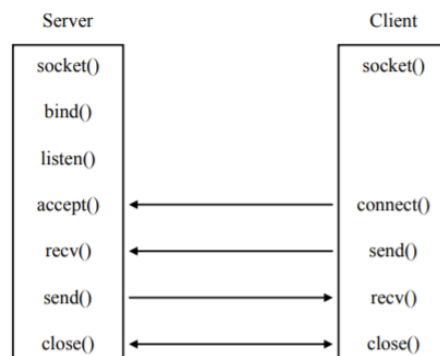 Server Client
socket() socket()
bind()
listen()
accept() connect()
recv() send()
send() recv()
close() close()